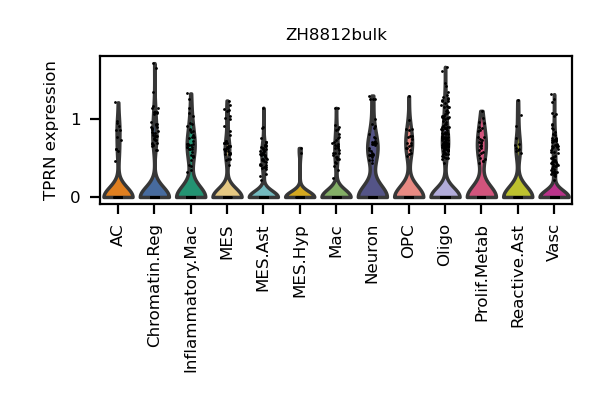 ZH8812bulk
TPRN expression
1
0
AC
Chromatin.Reg
Inflammatory.Mac
MES
MES.Ast
MES.Hyp
Mac
Neuron
OPC
Oligo
Prolif.Metab
Reactive.Ast
Vasc